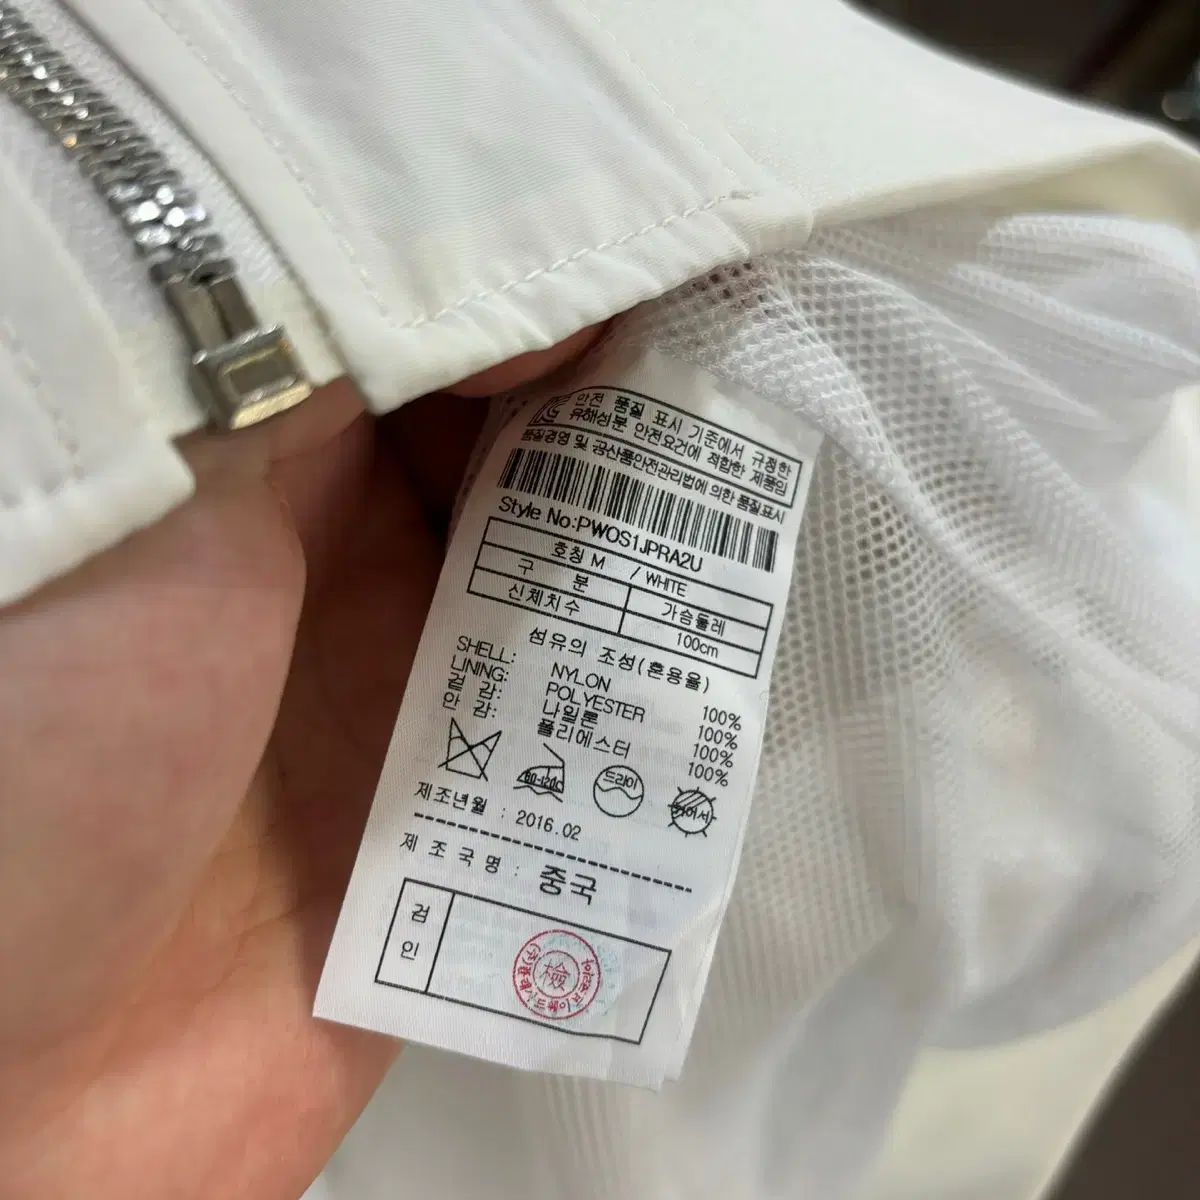 안전 품질 표시 기준에서 규정한
유해성분 안전요건에 적합한 제품임
품질경영 및 공산품안전관리법에 의한 품질표시
Style No:PWOS1JPRA2U
호칭 M / WHITE
구 분 가슴둘레
신체치수 100cm
섬유의 조성(혼용율)
SHELL: NYLON 100%
LINING: POLYESTER 100%
겉 감: 나일론 100%
안 감: 폴리에스터 100%
80-120C 드라이
제조년월 : 2016.02
제 조 국 명 : 중국
검
인
檢